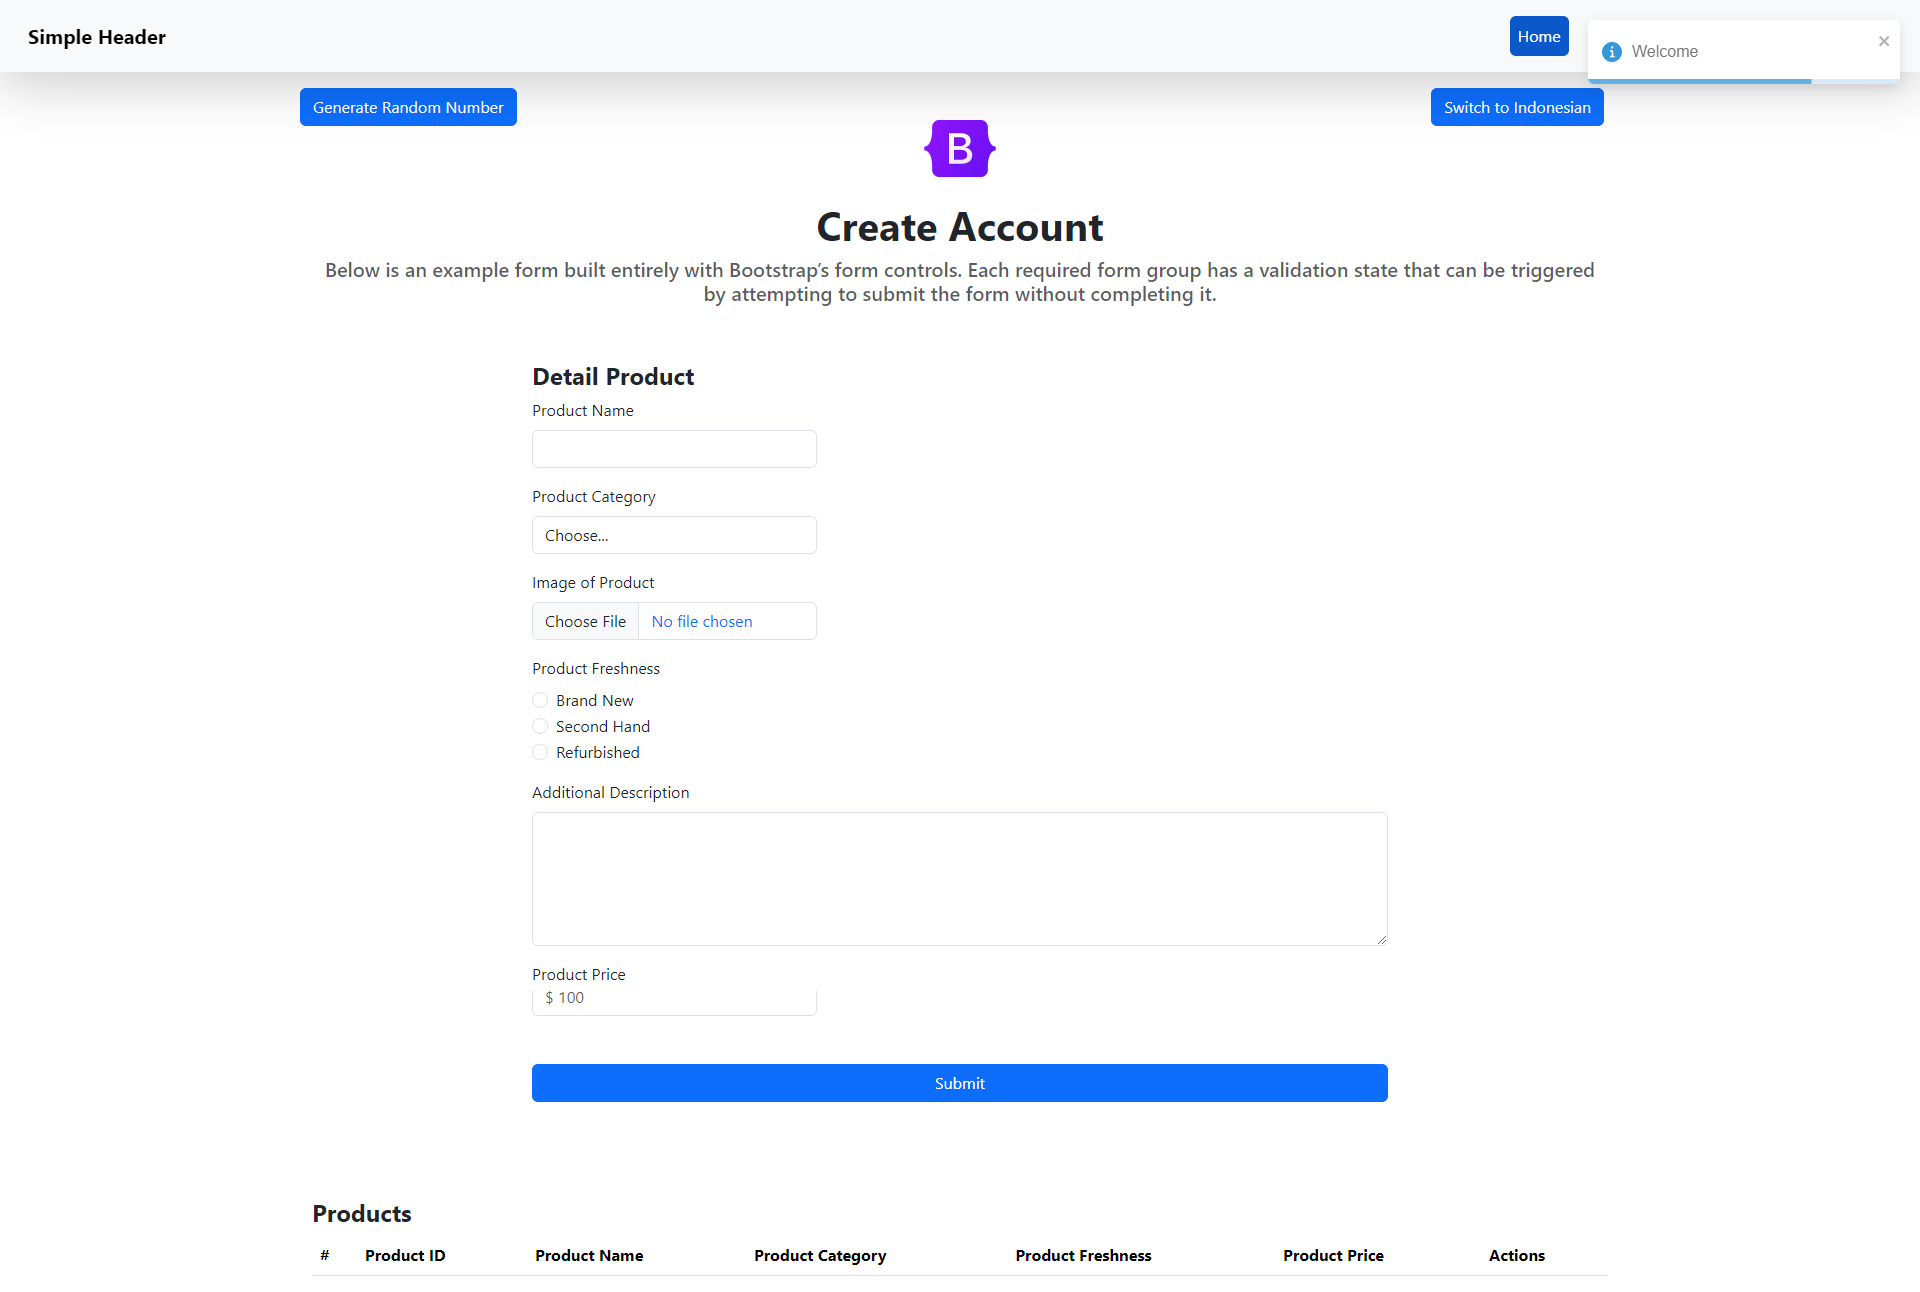 Simple Header
Home
Welcome
Generate Random Number
Switch to Indonesian
B
Create Account
Below is an example form built entirely with Bootstrap’s form controls. Each required form group has a validation state that can be triggered
by attempting to submit the form without completing it.
Detail Product
Product Name
Product Category
Choose...
Image of Product
Choose File No file chosen
Product Freshness
Brand New
Second Hand
Refurbished
Additional Description
Product Price
$ 100
Submit
Products
# Product ID Product Name Product Category Product Freshness Product Price Actions